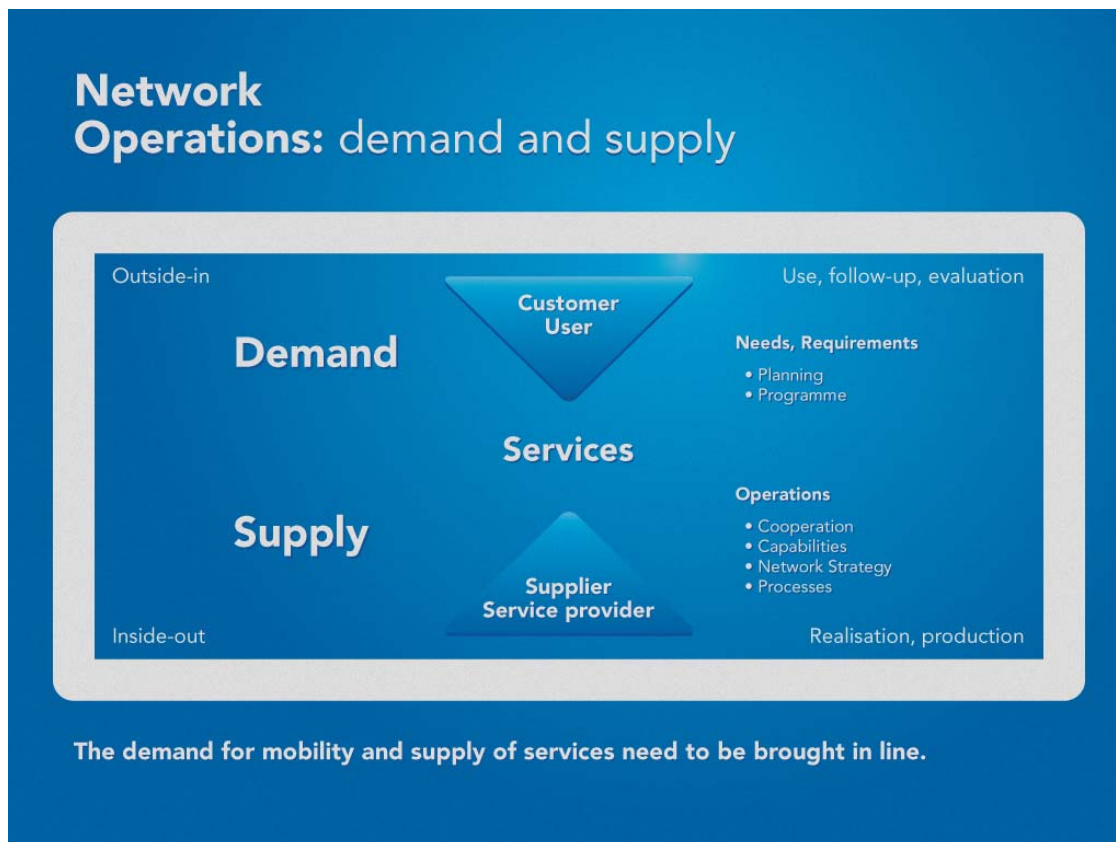 Network
Operations: demand and supply
Outside-in
Use, follow-up, evaluation
Customer
User
Demand
Needs, Requirements
• Planning
• Programme
Services
Operations
Supply
• Cooperation
• Capabilities
• Network Strategy
• Processes
Supplier
Service provider
Inside-out
Realisation, production
The demand for mobility and supply of services need to be brought in line.